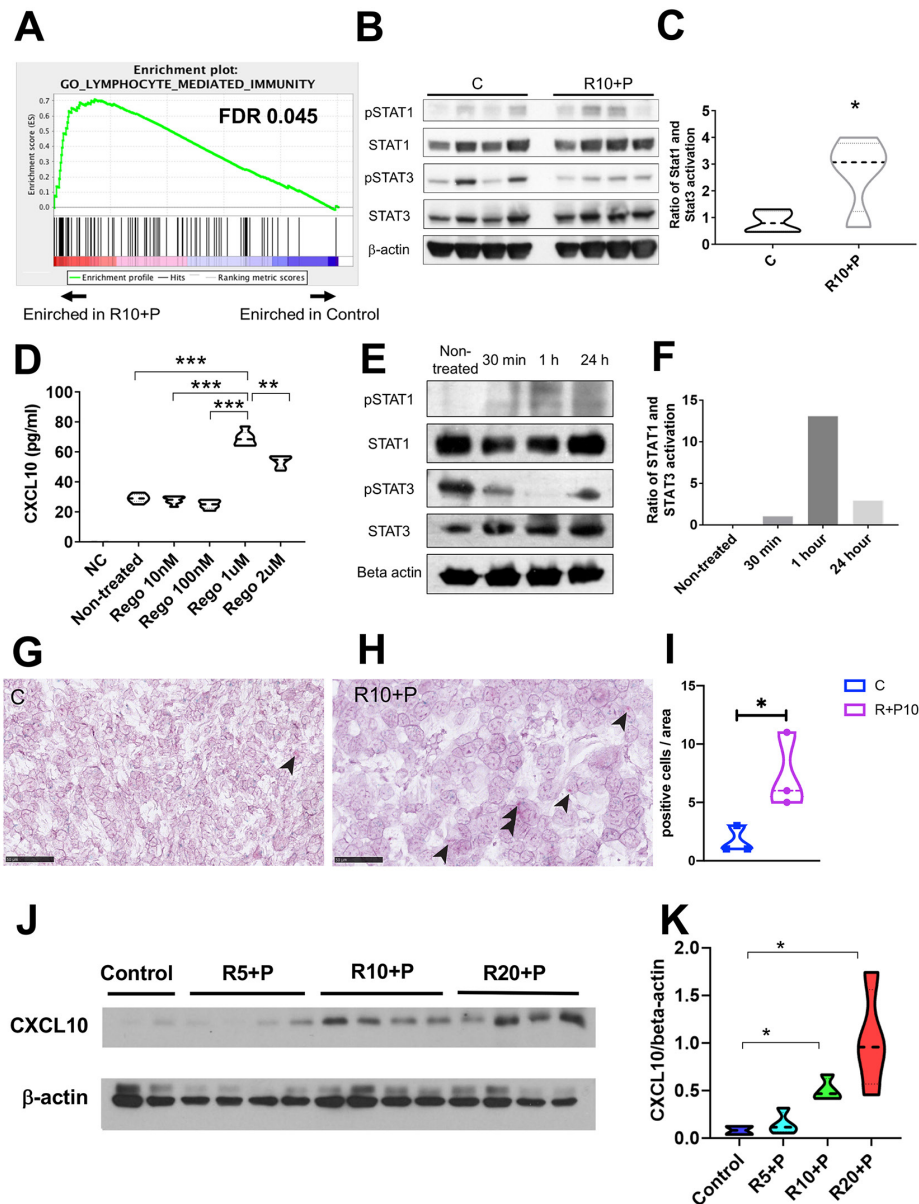 A
Enrichment plot:
GO_LYMPHOCYTE_MEDIATED_IMMUNITY
FDR 0.045
Enrichment score (ES)
0.7
0.6
0.5
0.4
0.3
0.2
0.1
0.0
Enrichment profile Hits Ranking metric scores
Enirched in R10+P
Enirched in Control
B
C R10+P
pSTAT1
STAT1
pSTAT3
STAT3
β-actin
C
Ratio of Stat1 and
Stat3 activation
5
4
3
2
1
0
*
C
R10+P
D
CXCL10 (pg/ml)
100
80
60
40
20
0
***
***
**
***
NC
Non-treated
Rego 10nM
Rego 100nM
Rego 1uM
Rego 2uM
E
Non-
treated 30 min 1 h 24 h
pSTAT1
STAT1
pSTAT3
STAT3
Beta actin
F
Ratio of STAT1 and
STAT3 activation
15
10
5
0
Non-treated
30 min
1 hour
24 hour
G
C
H
R10+P
I
positive cells / area
15
10
5
0
*
C
R+P10
J
Control R5+P R10+P R20+P
CXCL10
β-actin
K
CXCL10/beta-actin
2.0
1.5
1.0
0.5
0.0
*
*
Control
R5+P
R10+P
R20+P